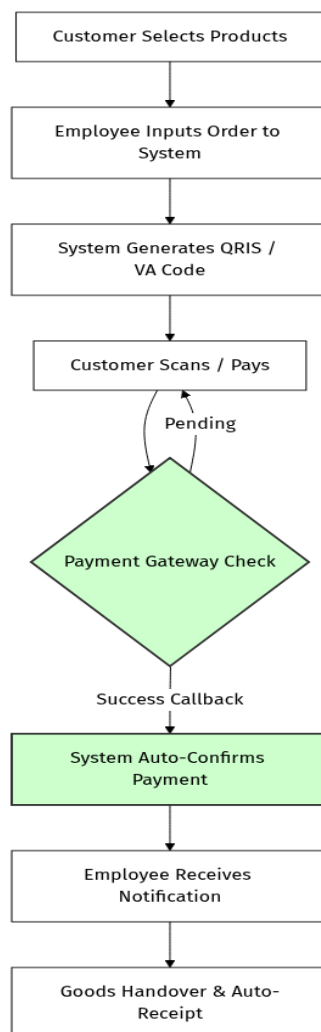 Customer Selects Products
Employee Inputs Order to
System
System Generates QRIS /
VA Code
Customer Scans / Pays
Pending
Payment Gateway Check
Success Callback
System Auto-Confirms
Payment
Employee Receives
Notification
Goods Handover & Auto-
Receipt